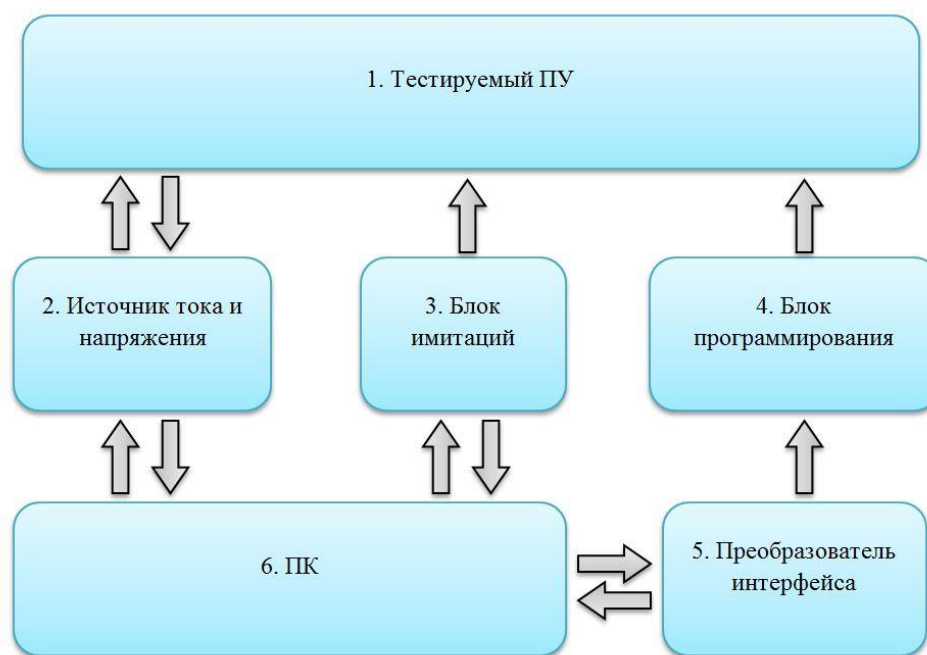 1. Тестируемый ПУ
2. Источник тока и
напряжения
3. Блок
имитаций
4. Блок
программирования
6. ПК
5. Преобразователь
интерфейса